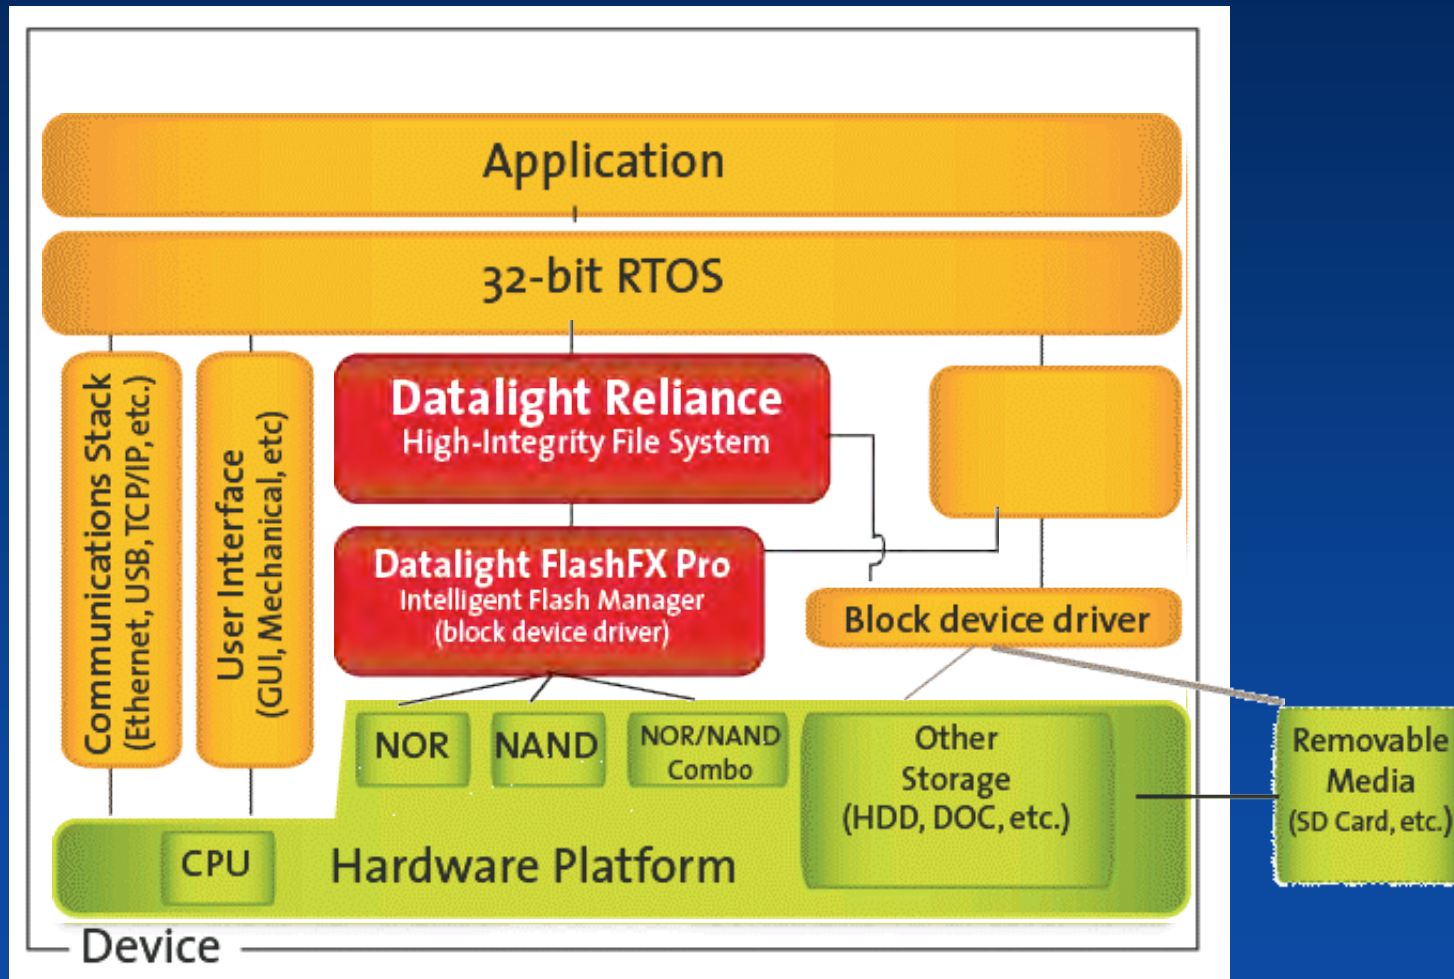 Application
32-bit RTOS
Communications Stack
(Ethernet, USB, TCP/IP, etc.)
User Interface
(GUI, Mechanical, etc)
Datalight Reliance
High-Integrity File System
Datalight FlashFX Pro
Intelligent Flash Manager
(block device driver)
Block device driver
NOR
NAND
NOR/NAND
Combo
Other
Storage
(HDD, DOC, etc.)
Removable
Media
(SD Card, etc.)
CPU
Hardware Platform
Device